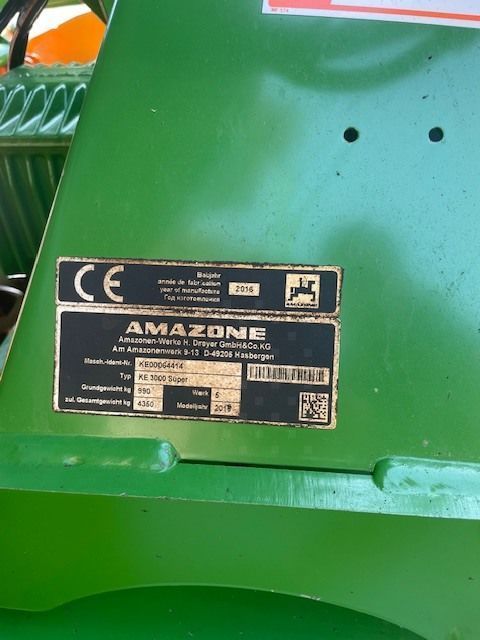 CE
Baujahr
année de fabrication
year of manufacture
Год изготовления
2016
AMAZONE
Amazonen-Werke H. Dreyer GmbH&Co.KG
Am Amazonenwerk 9-13 D-49205 Hasbergen
Masch.-Ident-Nr. KE00064414
Typ KE 3000 Super
Grundgewicht kg 990 Werk 5
zul. Gesamtgewicht kg 4350 Modelljahr